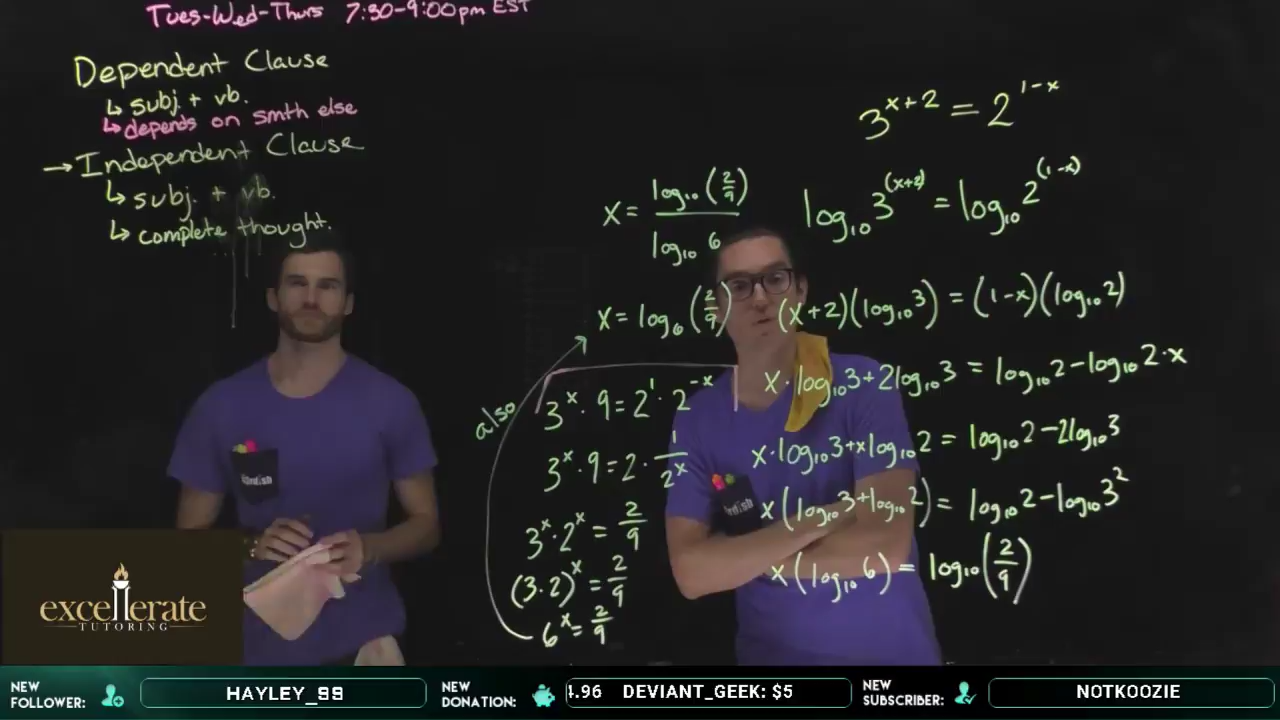 Tues-Wed-Thurs 7:30-9:00pm EST
Dependent Clause
↳ subj. + vb.
↳ depends on smth else
→ Independent Clause
↳ subj. + vb.
↳ complete thought.
3^(x+2) = 2^(1-x)
log₁₀ 3^(x+2) = log₁₀ 2^(1-x)
(x+2)(log₁₀3) = (1-x)(log₁₀2)
x·log₁₀3+2log₁₀3 = log₁₀2-log₁₀2·x
x·log₁₀3+xlog₁₀2 = log₁₀2-2log₁₀3
x(log₁₀3+log₁₀2) = log₁₀2-log₁₀3²
x(log₁₀6) = log₁₀(2/9)
x = log₁₀(2/9) / log₁₀6
x = log₆(2/9)
also
3^x·9=2^1·2^-x
3^x·9=2·1/2^x
3^x·2^x = 2/9
(3·2)^x = 2/9
6^x = 2/9
excellerate
TUTORING
NEW FOLLOWER:
HAYLEY_99
NEW DONATION:
4.96 DEVIANT_GEEK: $5
NEW SUBSCRIBER:
NOTKOOZIE